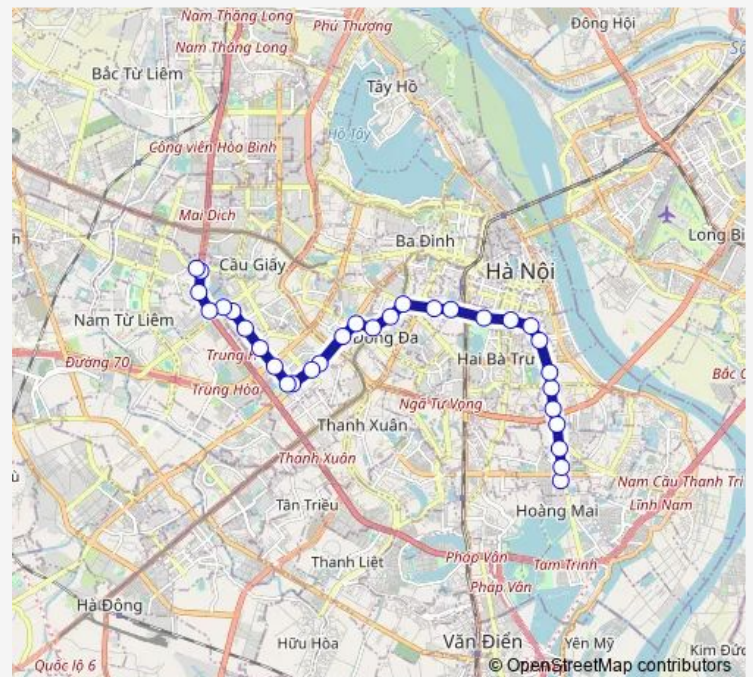 Nam Thăng Long
Phú Thượng
Đông Hội
Nam Thăng Long
Bắc Từ Liêm
Tây Hồ
Hồ Tây
Công viên Hòa Bình
Mai Dịch
Ba Đình
Long Bi
Cầu Giấy
Hà Nội
Nam Từ Liêm
Trung H
Đống Đa
Đường 70
Hai Bà Trư
Bắc C
Trung Hòa
Ngã Tư Vọng
Thanh Xuân
Thanh Xuân
Nam Cầu Thanh Trì
Tân Triều
Hoàng Mai
Lĩnh Nam
Thanh Liệt
Pháp Vân
Tam Trinh
Pháp Vân
Hà Đông
Hữu Hòa
Văn Điển
Yên Mỹ
Kim Đức
Quốc lộ 6
© OpenStreetMap contributors